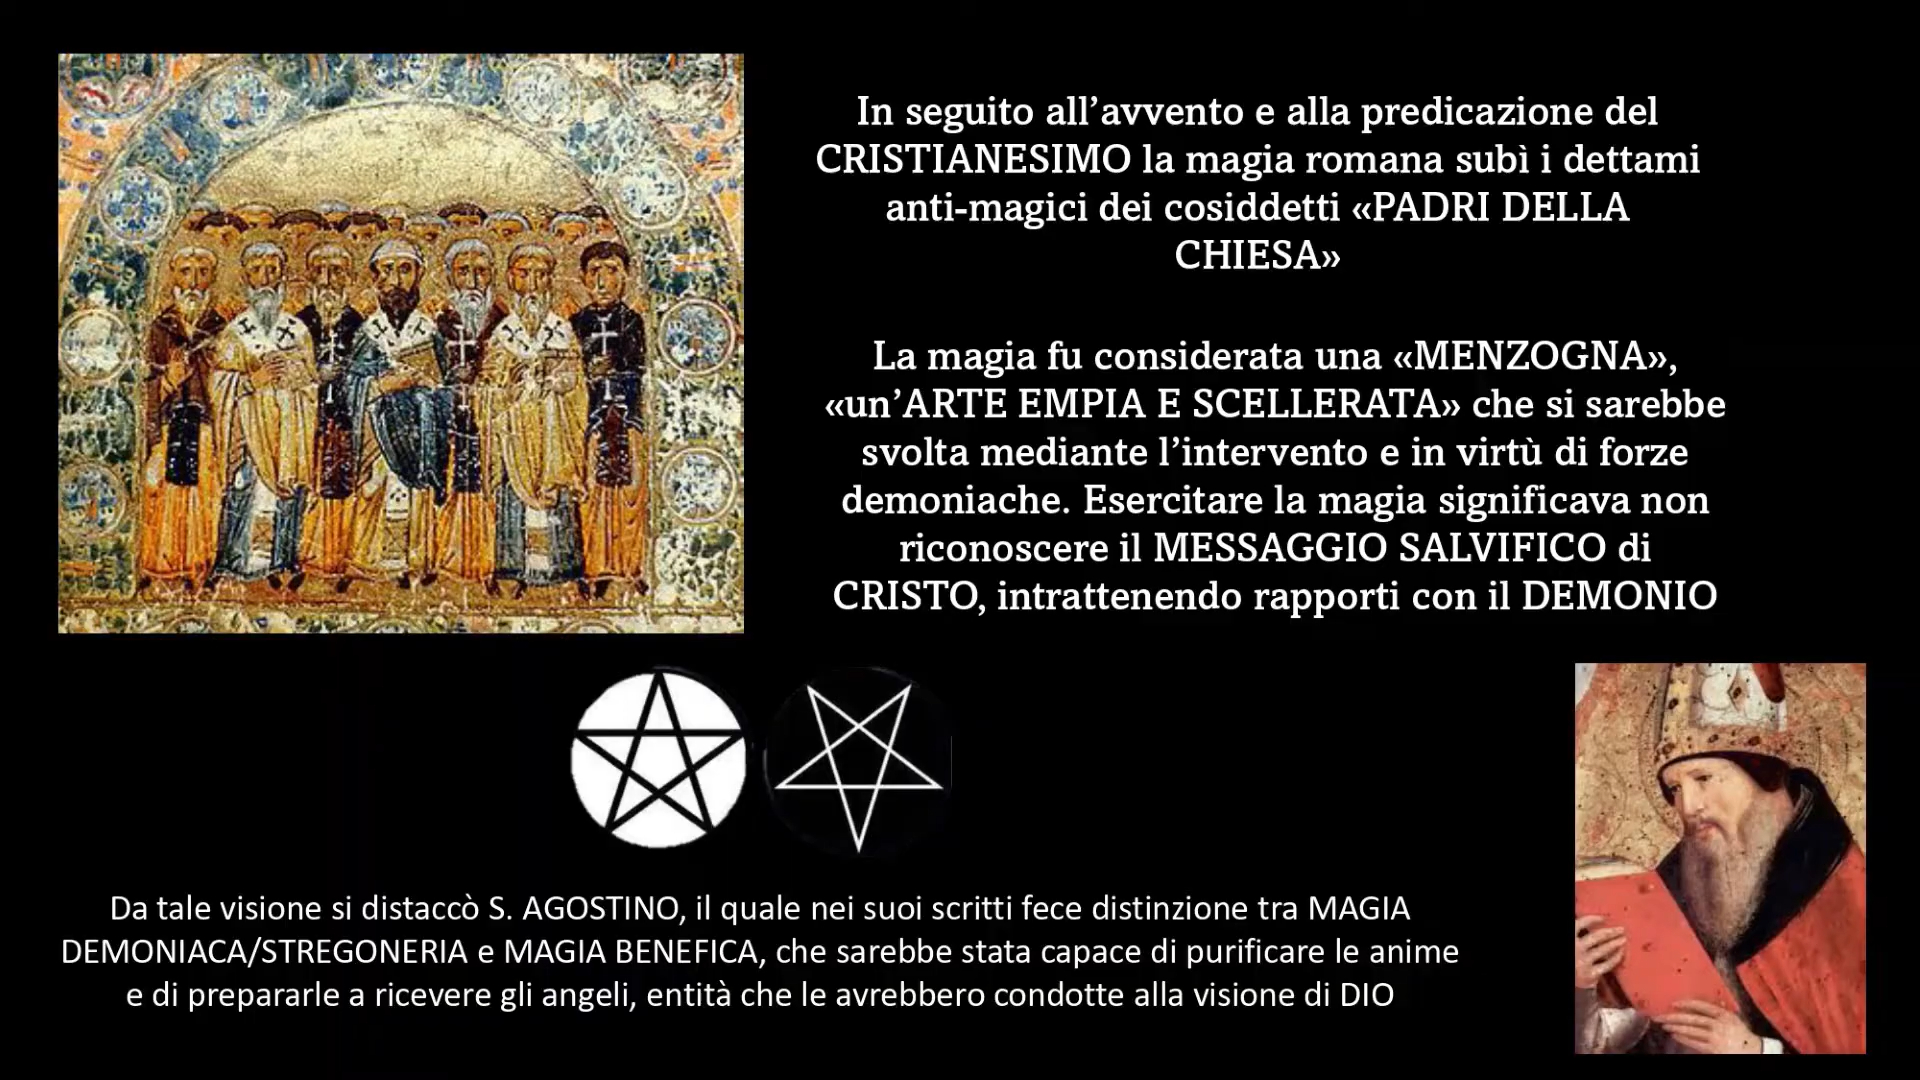 In seguito all’avvento e alla predicazione del
CRISTIANESIMO la magia romana subì i dettami
anti-magici dei cosiddetti «PADRI DELLA
CHIESA»
La magia fu considerata una «MENZOGNA»,
«un’ARTE EMPIA E SCELLERATA» che si sarebbe
svolta mediante l’intervento e in virtù di forze
demoniache. Esercitare la magia significava non
riconoscere il MESSAGGIO SALVIFICO di
CRISTO, intrattenendo rapporti con il DEMONIO
Da tale visione si distaccò S. AGOSTINO, il quale nei suoi scritti fece distinzione tra MAGIA
DEMONIACA/STREGONERIA e MAGIA BENEFICA, che sarebbe stata capace di purificare le anime
e di prepararle a ricevere gli angeli, entità che le avrebbero condotte alla visione di DIO